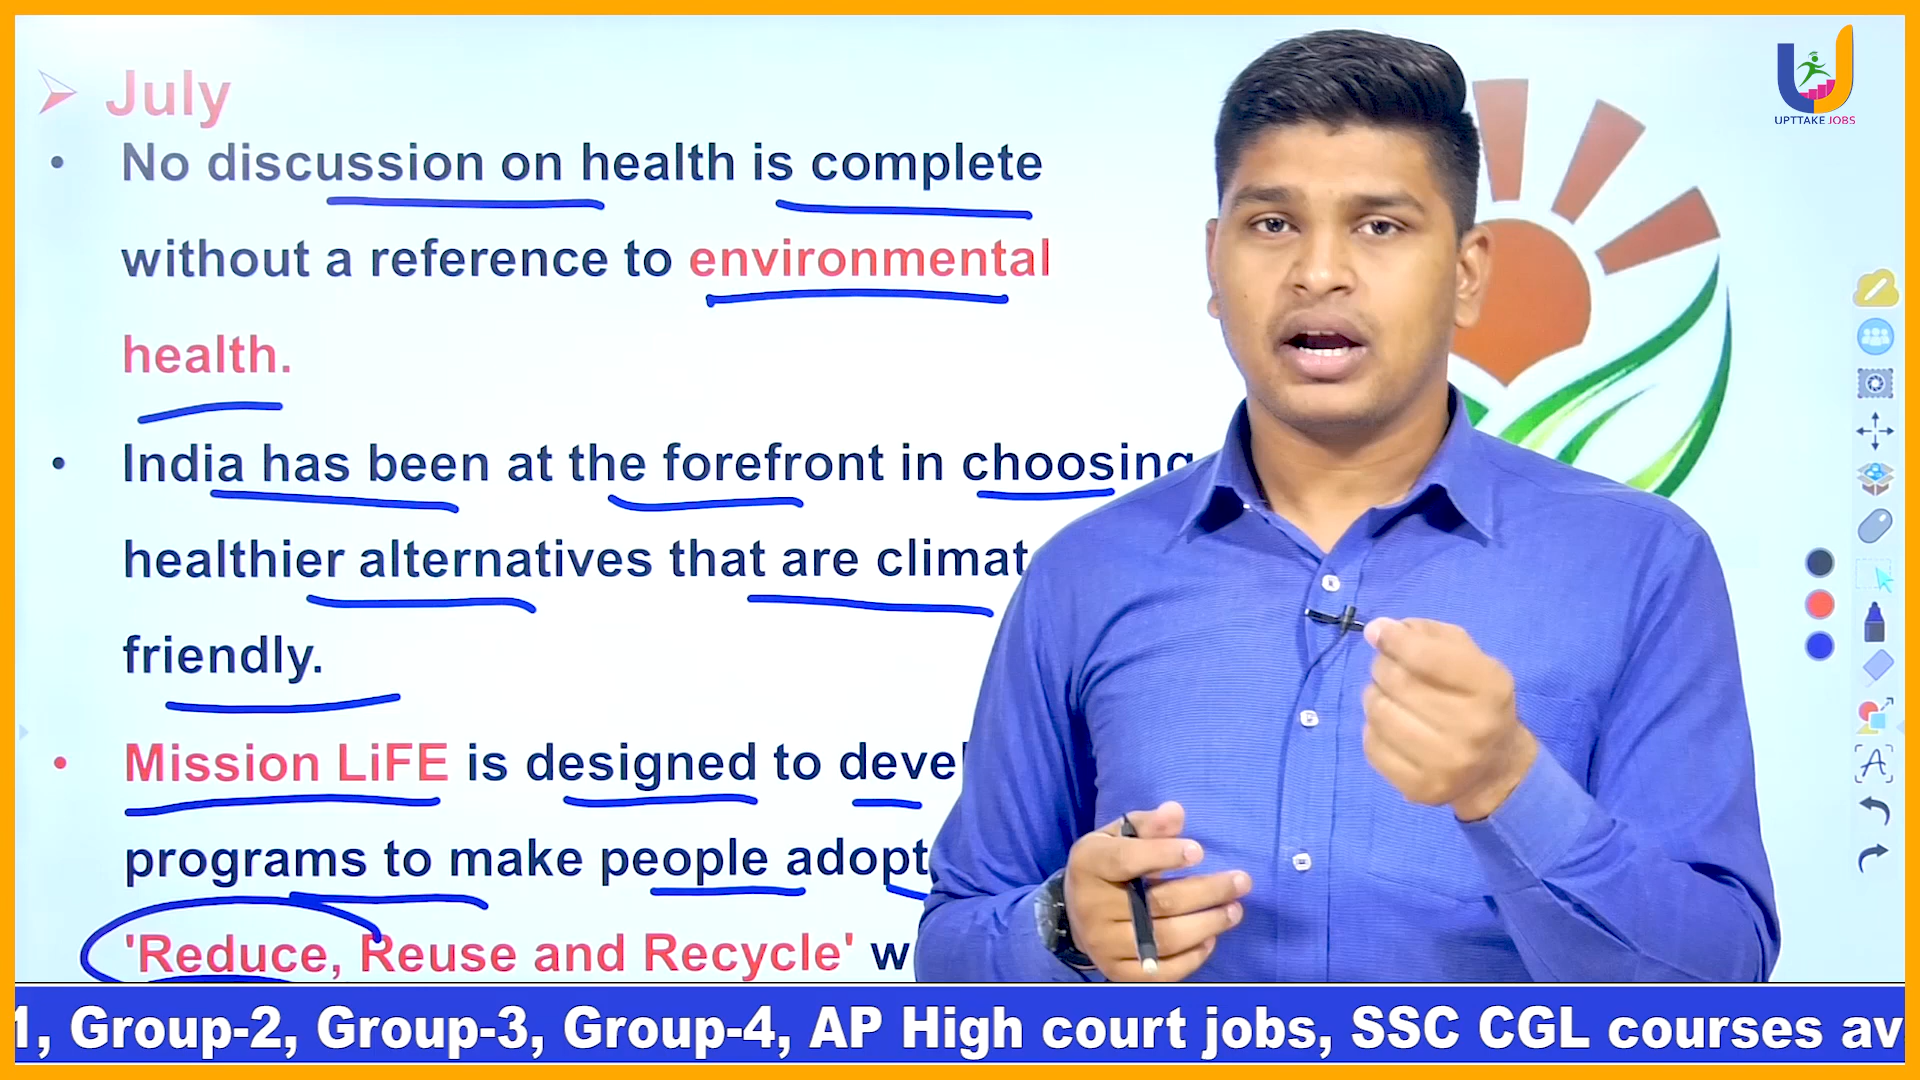 July
No discussion on health is complete
without a reference to environmental
health.
India has been at the forefront in choosing
healthier alternatives that are climat
friendly.
Mission LiFE is designed to devel
programs to make people adopt
'Reduce, Reuse and Recycle' w
UPTTAKE JOBS
1, Group-2, Group-3, Group-4, AP High court jobs, SSC CGL courses av